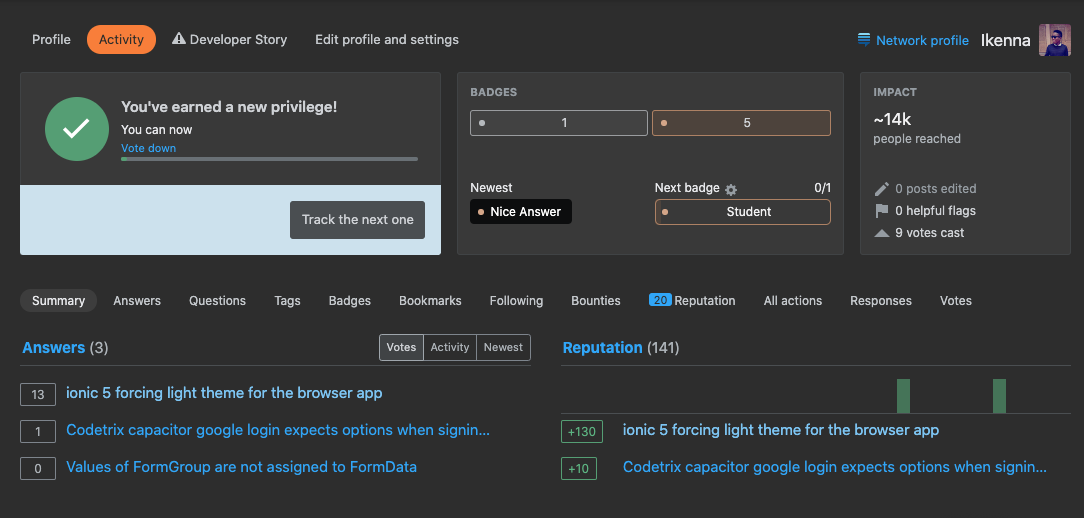 Profile
Activity
Developer Story
Edit profile and settings
Network profile
Ikenna
You've earned a new privilege!
You can now
Vote down
Track the next one
BADGES
1
5
Newest
Nice Answer
Next badge
0/1
Student
IMPACT
~14k
people reached
0 posts edited
0 helpful flags
9 votes cast
Summary
Answers
Questions
Tags
Badges
Bookmarks
Following
Bounties
20 Reputation
All actions
Responses
Votes
Answers (3)
Votes
Activity
Newest
13 ionic 5 forcing light theme for the browser app
1 Codetrix capacitor google login expects options when signin...
0 Values of FormGroup are not assigned to FormData
Reputation (141)
+130 ionic 5 forcing light theme for the browser app
+10 Codetrix capacitor google login expects options when signin...